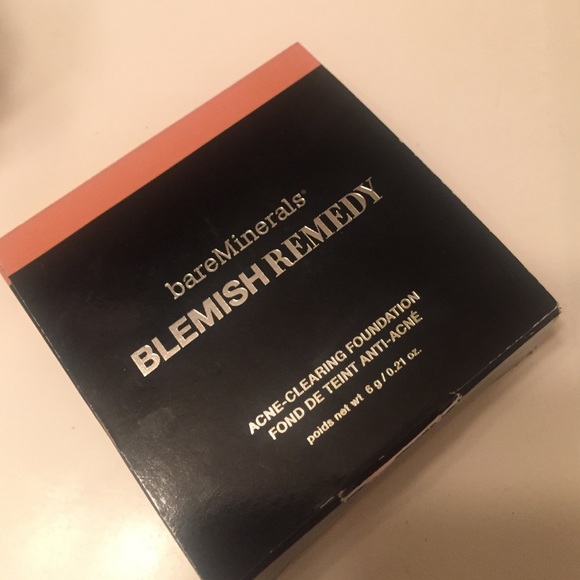 bareMinerals®
BLEMISH REMEDY
ACNE-CLEARING FOUNDATION
FOND DE TEINT ANTI-ACNÉ
poids net wt 6 g / 0.21 oz.